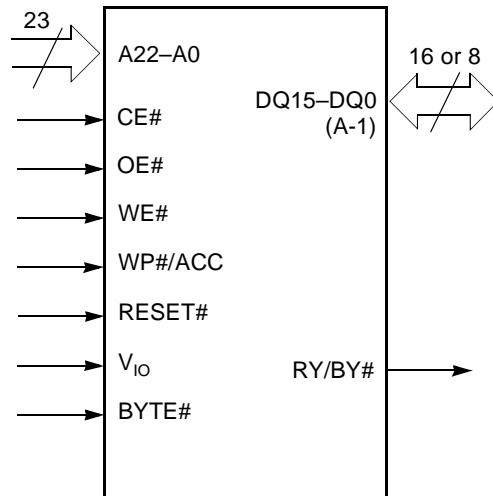 23
A22–A0
16 or 8
DQ15–DQ0
(A-1)
CE#
OE#
WE#
WP#/ACC
RESET#
VIO
RY/BY#
BYTE#